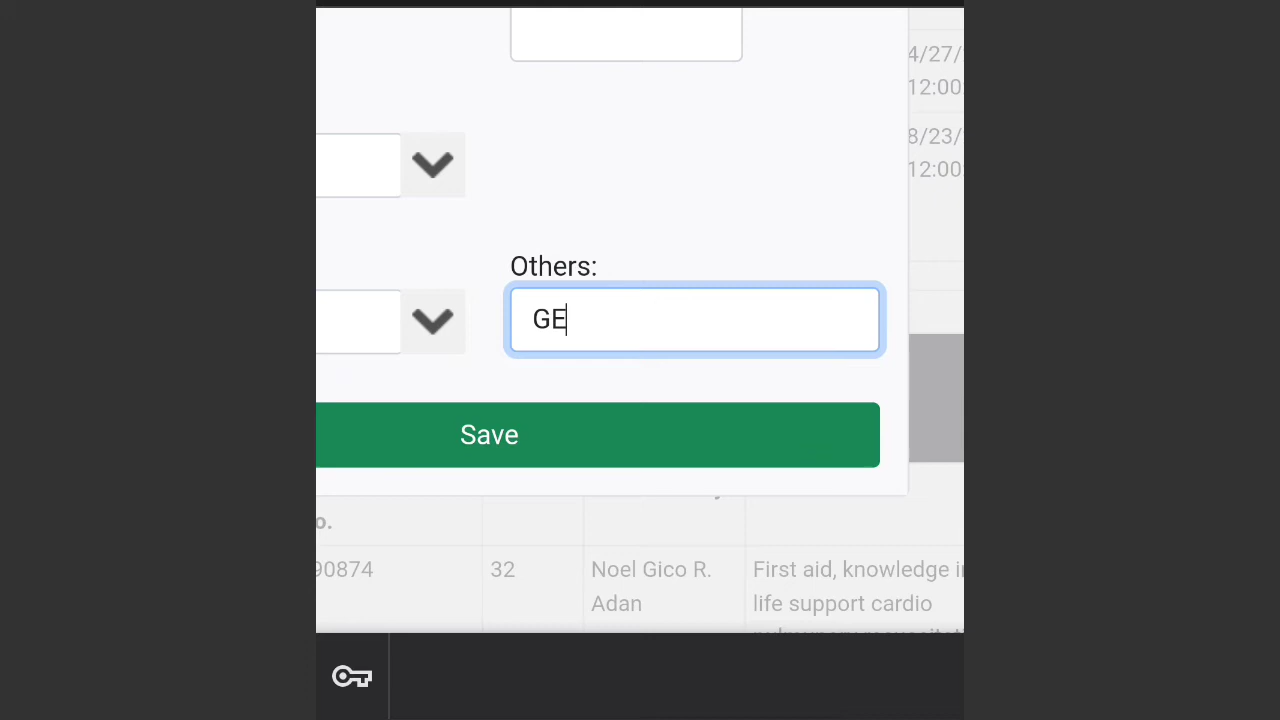 4/27/
12:00
8/23/
12:00
Others:
GE
Save
o.
90874
32
Noel Gico R.
Adan
First aid, knowledge i
life support cardio